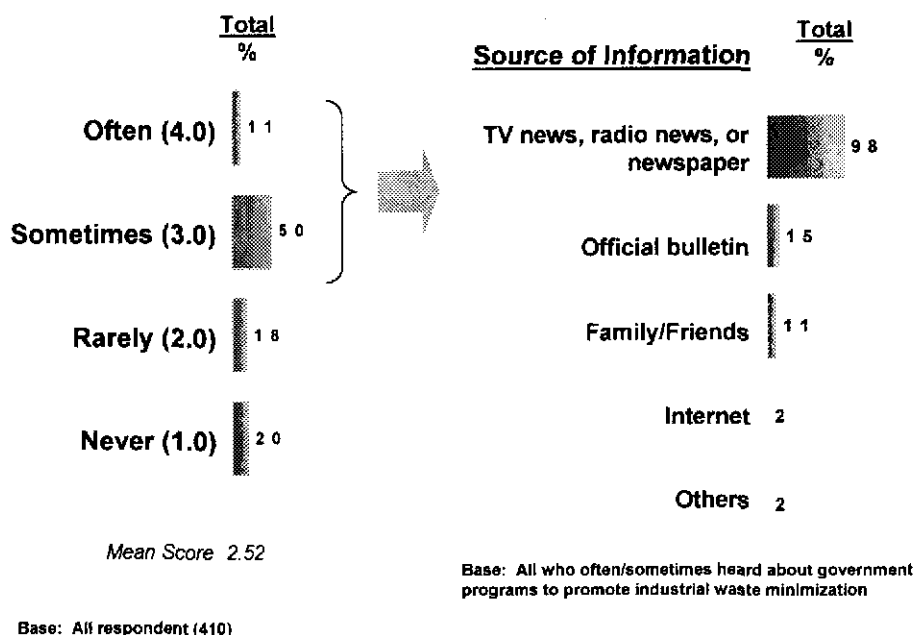 Total
%
Often (4.0) 11
Sometimes (3.0) 50
Rarely (2.0) 18
Never (1.0) 20
Mean Score 2.52
Base: All respondent (410)
Source of Information
Total
%
TV news, radio news, or
newspaper
98
Official bulletin 15
Family/Friends 11
Internet 2
Others 2
Base: All who often/sometimes heard about government
programs to promote industrial waste minimization